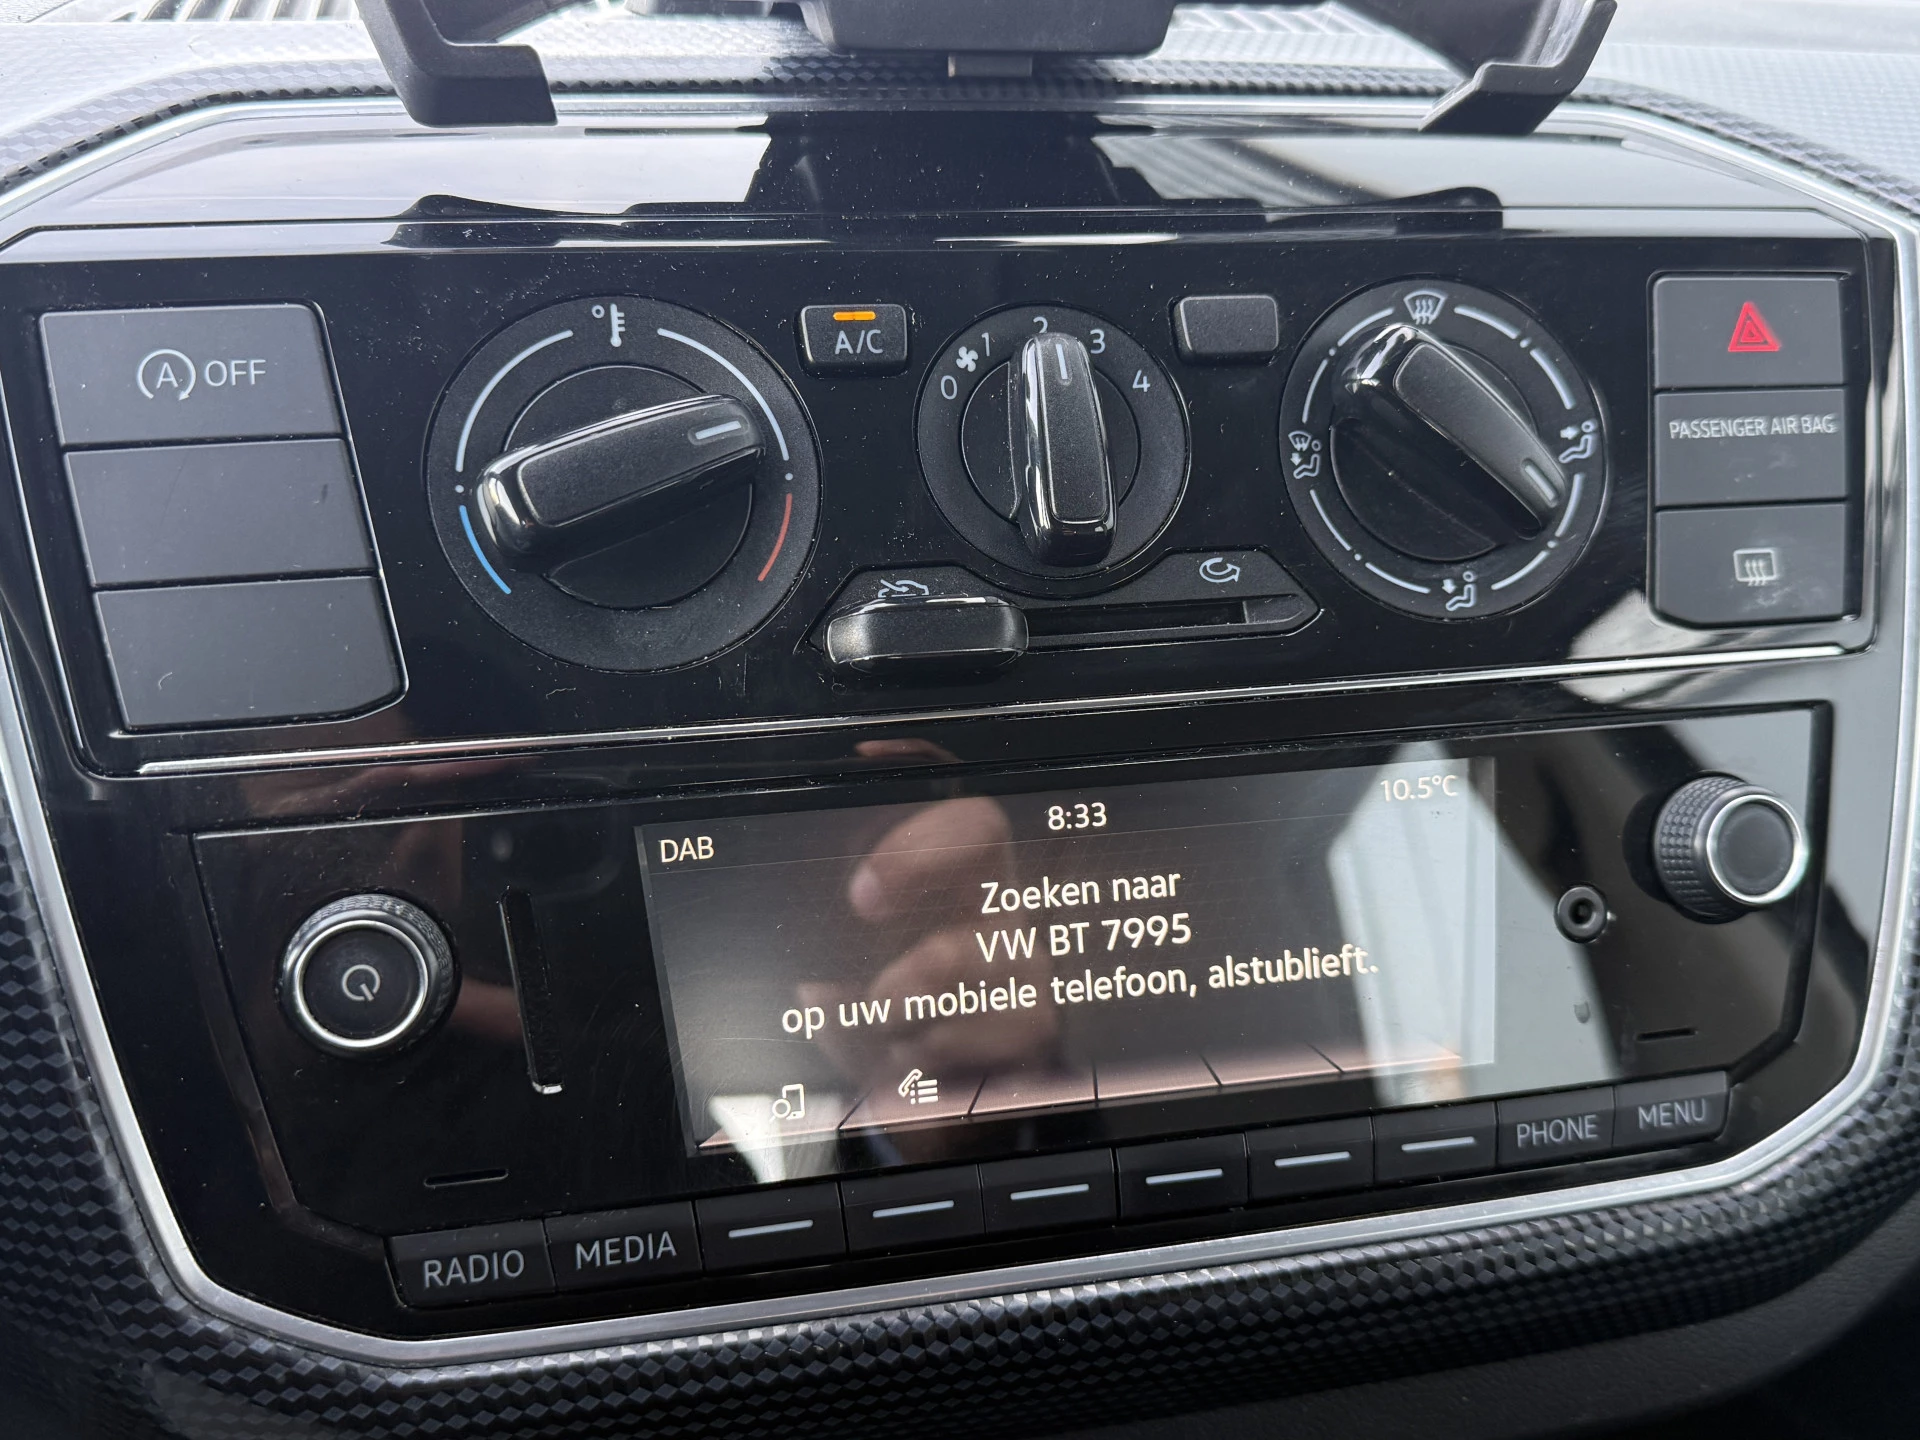 A OFF
A/C
0 1 2 3 4
PASSENGER AIR BAG
DAB
8:33
10.5°C
Zoeken naar
VW BT 7995
op uw mobiele telefoon, alstublieft.
RADIO
MEDIA
PHONE
MENU